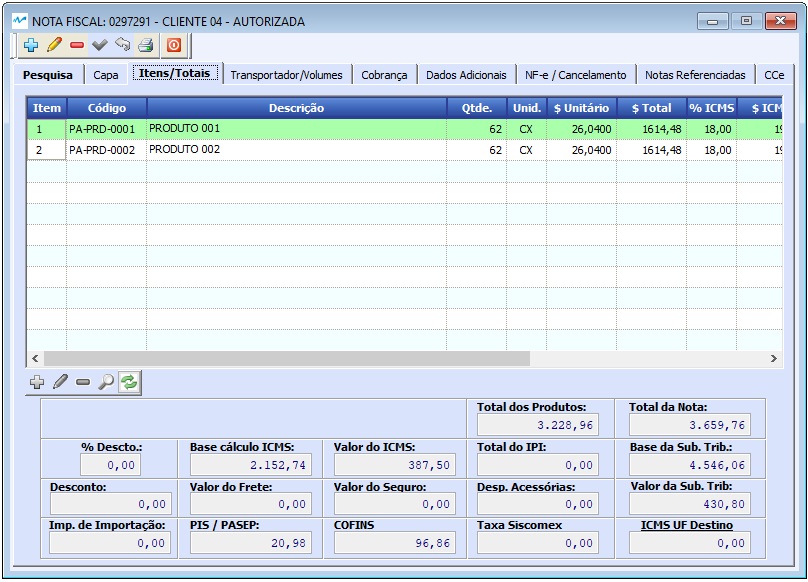 NOTA FISCAL: 0297291 - CLIENTE 04 - AUTORIZADA
Pesquisa Capa Itens/Totais Transportador/Volumes Cobrança Dados Adicionais NF-e / Cancelamento Notas Referenciadas CCe
Item Código Descrição Qtde. Unid. $ Unitário $ Total % ICMS $ ICM
1 PA-PRD-0001 PRODUTO 001 62 CX 26,0400 1614,48 18,00 19
2 PA-PRD-0002 PRODUTO 002 62 CX 26,0400 1614,48 18,00 19
Total dos Produtos: Total da Nota:
3.228,96 3.659,76
% Descto.: Base cálculo ICMS: Valor do ICMS: Total do IPI: Base da Sub. Trib.:
0,00 2.152,74 387,50 0,00 4.546,06
Desconto: Valor do Frete: Valor do Seguro: Desp. Acessórias: Valor da Sub. Trib:
0,00 0,00 0,00 0,00 430,80
Imp. de Importação: PIS / PASEP: COFINS Taxa Siscomex ICMS UF Destino
0,00 20,98 96,86 0,00 0,00